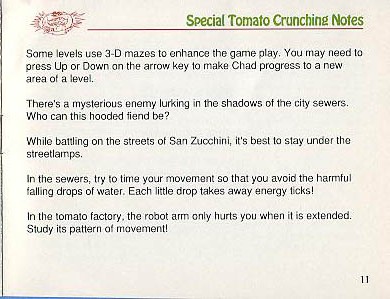 Special Tomato Crunching Notes
Some levels use 3-D mazes to enhance the game play. You may need to
press Up or Down on the arrow key to make Chad progress to a new
area of a level.
There's a mysterious enemy lurking in the shadows of the city sewers.
Who can this hooded fiend be?
While battling on the streets of San Zucchini, it's best to stay under the
streetlamps.
In the sewers, try to time your movement so that you avoid the harmful
falling drops of water. Each little drop takes away energy ticks!
In the tomato factory, the robot arm only hurts you when it is extended.
Study its pattern of movement!
11